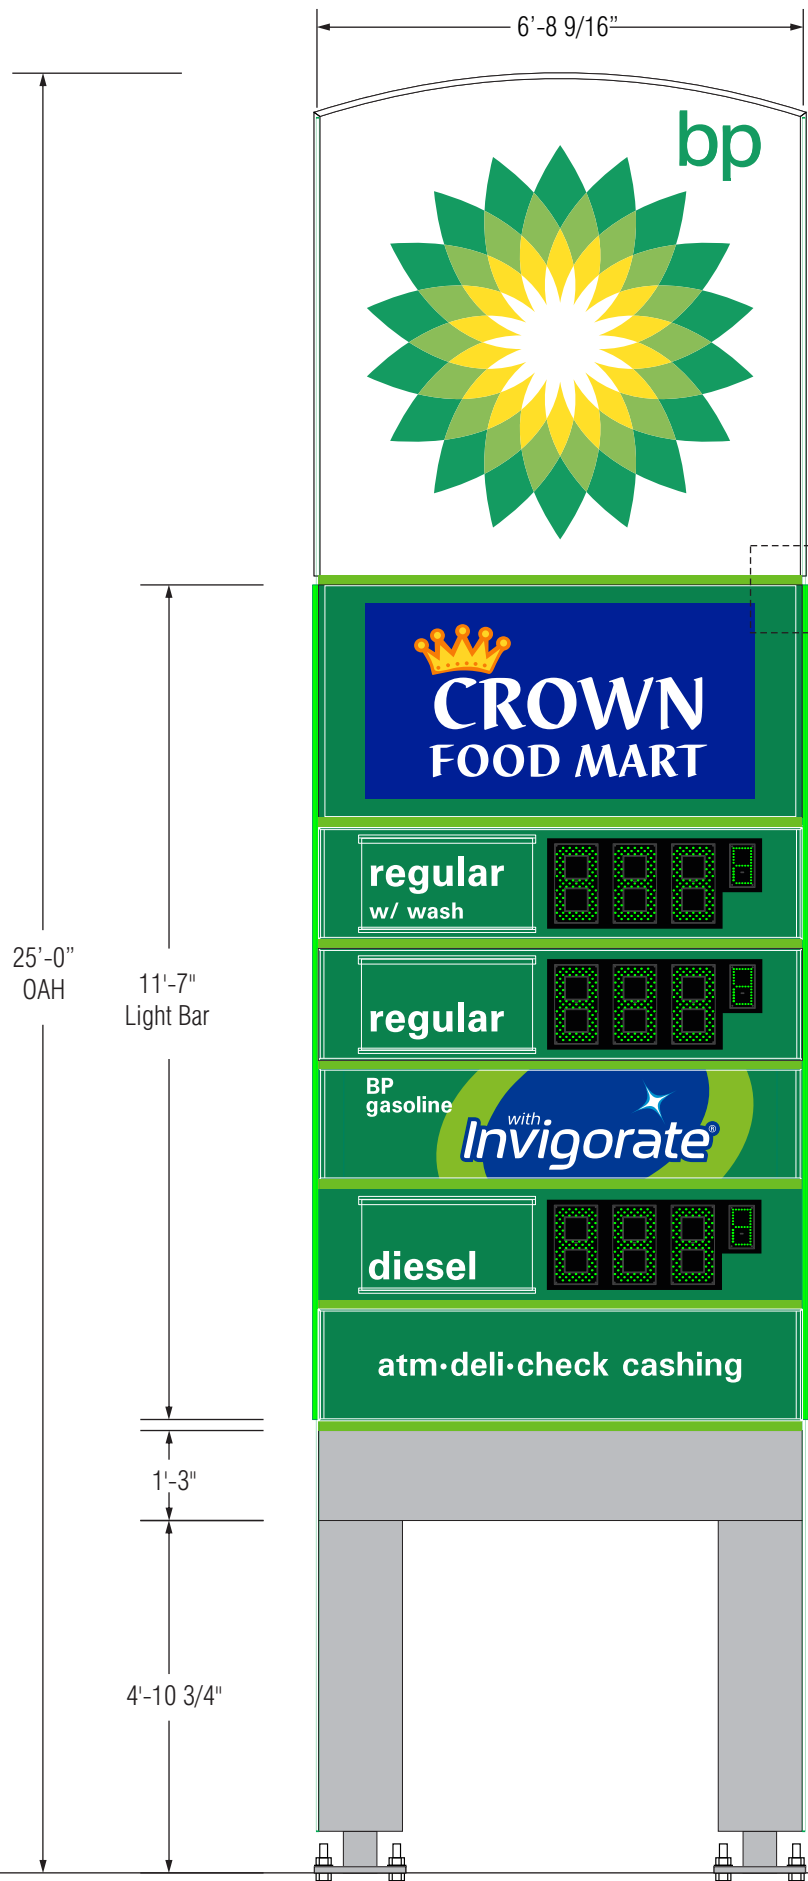 6’-8 9/16”
bp
CROWN
FOOD MART
regular
w/ wash
25’-0”
OAH
11'-7"
Light Bar
regular
BP
gasoline
with
Invigorate®
diesel
atm·deli·check cashing
1'-3"
4'-10 3/4"